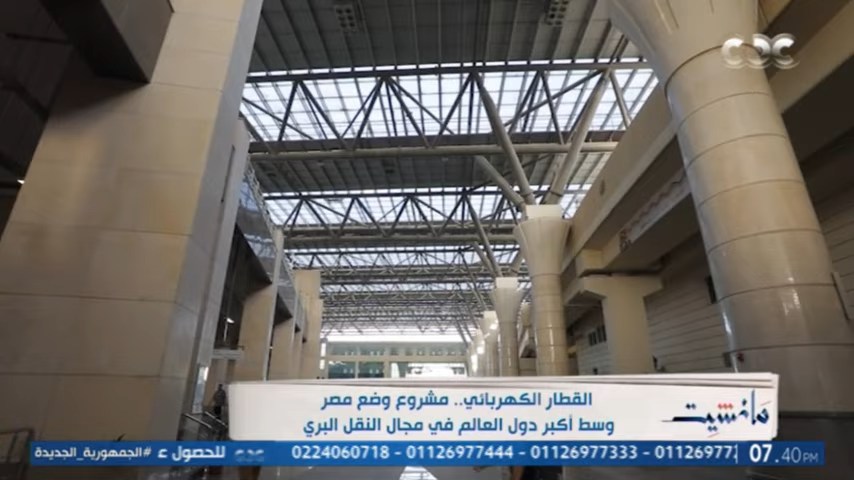 CBC
القطار الكهربائي.. مشروع وضع مصر
وسط أكبر دول العالم في مجال النقل البري
مانشيت
#الجمهورية_الجديدة للحصول ع 0224060718 - 01126977444 - 01126977333 - 01126977
07.40PM